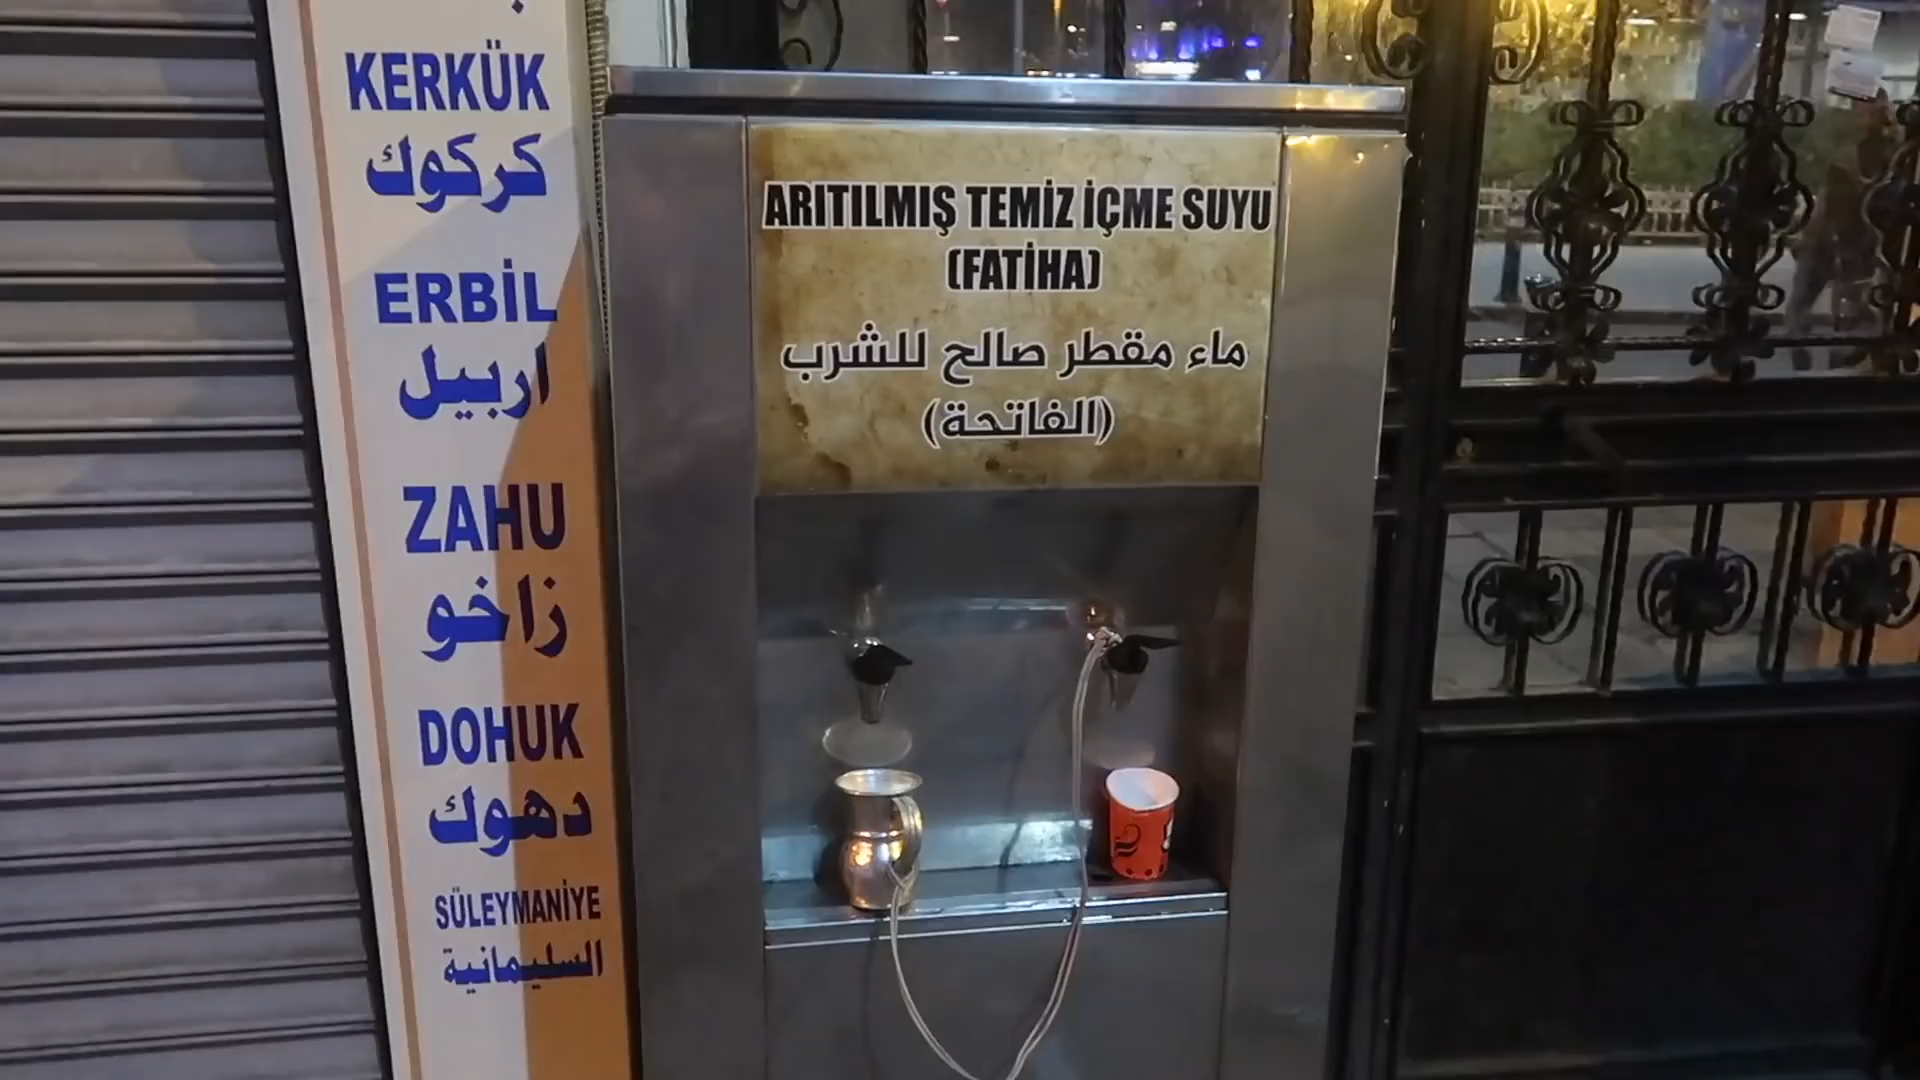 KERKÜK
كركوك
ERBİL
اربيل
ZAHU
زاخو
DOHUK
دهوك
SÜLEYMANİYE
السليمانية
ARITILMIŞ TEMİZ İÇME SUYU
(FATİHA)
ماء مقطر صالح للشرب
(الفاتحة)